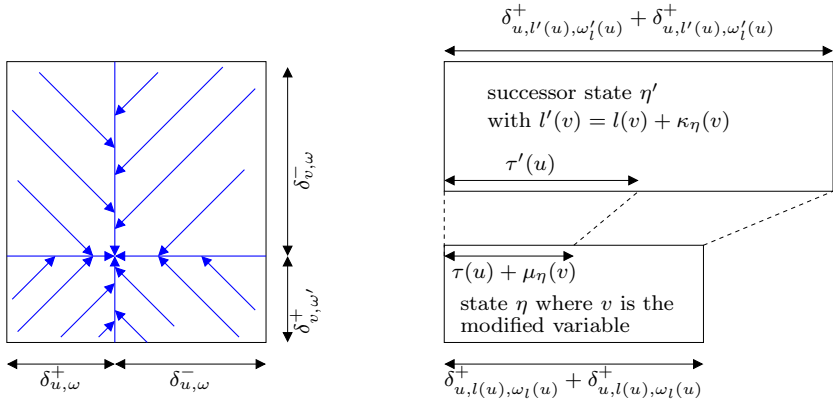 δ⁻_{v,ω}
δ⁺_{v,ω'}
δ⁺_{u,ω} δ⁻_{u,ω}
δ⁺_{u,l'(u),ω'_l(u)} + δ⁺_{u,l'(u),ω'_l(u)}
successor state η'
with l'(v) = l(v) + κ_η(v)
τ'(u)
τ(u) + μ_η(v)
state η where v is the
modified variable
δ⁺_{u,l(u),ω_l(u)} + δ⁺_{u,l(u),ω_l(u)}